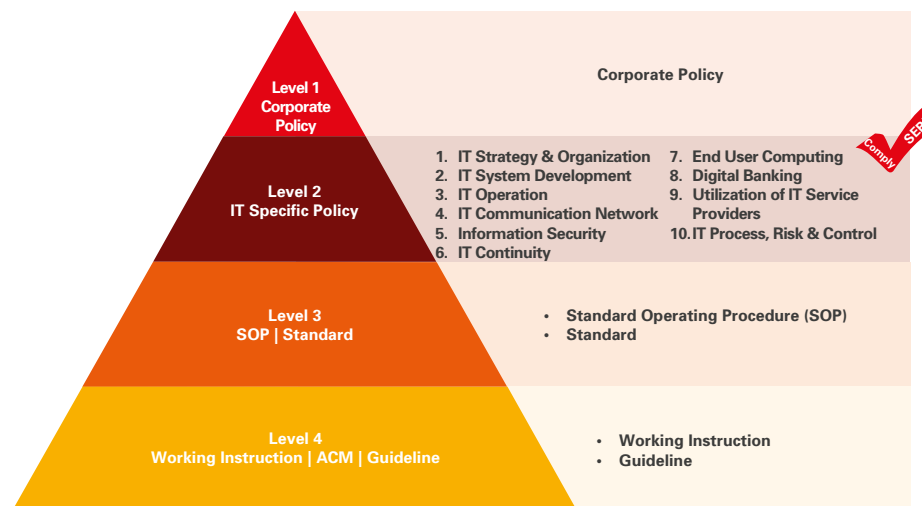 Level 1
Corporate
Policy
Corporate Policy
Level 2
IT Specific Policy
1. IT Strategy & Organization
2. IT System Development
3. IT Operation
4. IT Communication Network
5. Information Security
6. IT Continuity
7. End User Computing
8. Digital Banking
9. Utilization of IT Service
Providers
10. IT Process, Risk & Control
Comply
Level 3
SOP | Standard
• Standard Operating Procedure (SOP)
• Standard
Level 4
Working Instruction | ACM | Guideline
• Working Instruction
• Guideline